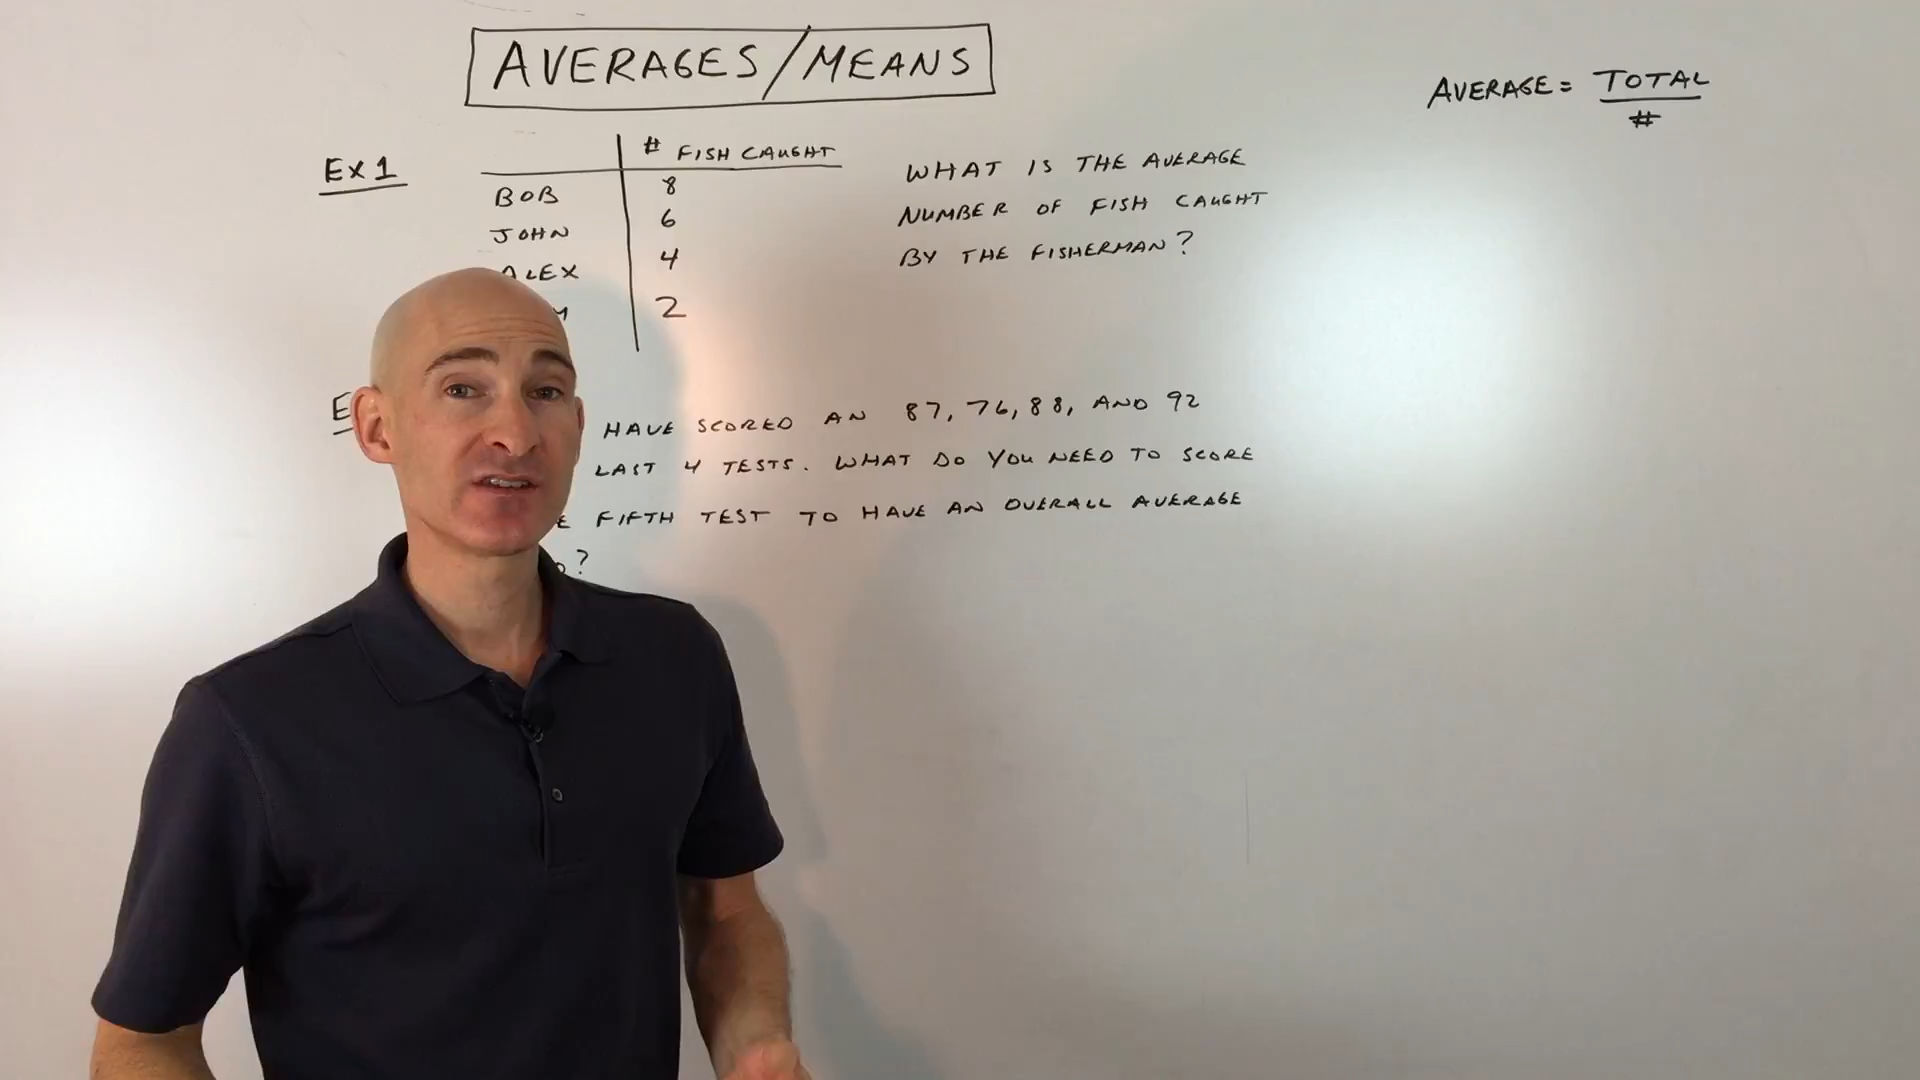 AVERAGES/MEANS
AVERAGE = TOTAL
#
EX 1
# FISH CAUGHT
BOB 8
JOHN 6
ALEX 4
2
WHAT IS THE AVERAGE
NUMBER OF FISH CAUGHT
BY THE FISHERMAN?
HAVE SCORED AN 87, 76, 88, AND 92
LAST 4 TESTS. WHAT DO YOU NEED TO SCORE
FIFTH TEST TO HAVE AN OVERALL AVERAGE
?